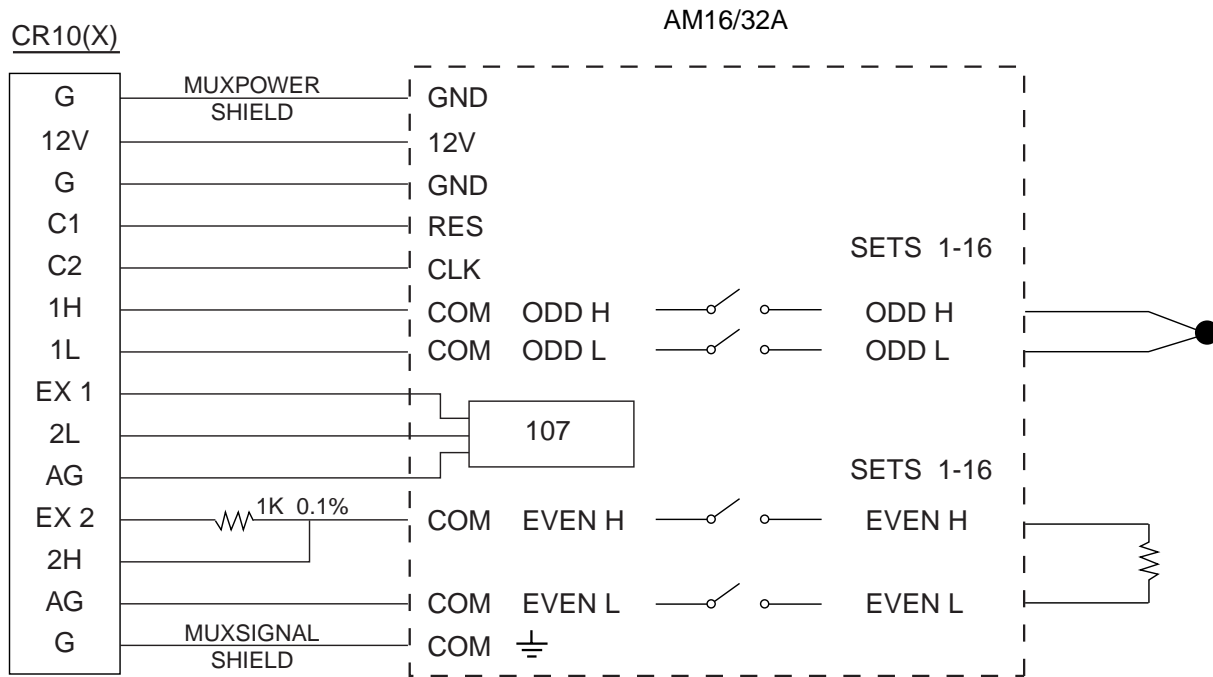 AM16/32A
CR10(X)
G MUXPOWER SHIELD GND
12V 12V
G GND
C1 RES
C2 CLK
SETS 1-16
1H COM ODD H ODD H
1L COM ODD L ODD L
EX 1
2L 107
AG
SETS 1-16
EX 2 1K 0.1% COM EVEN H EVEN H
2H
AG COM EVEN L EVEN L
G MUXSIGNAL SHIELD COM